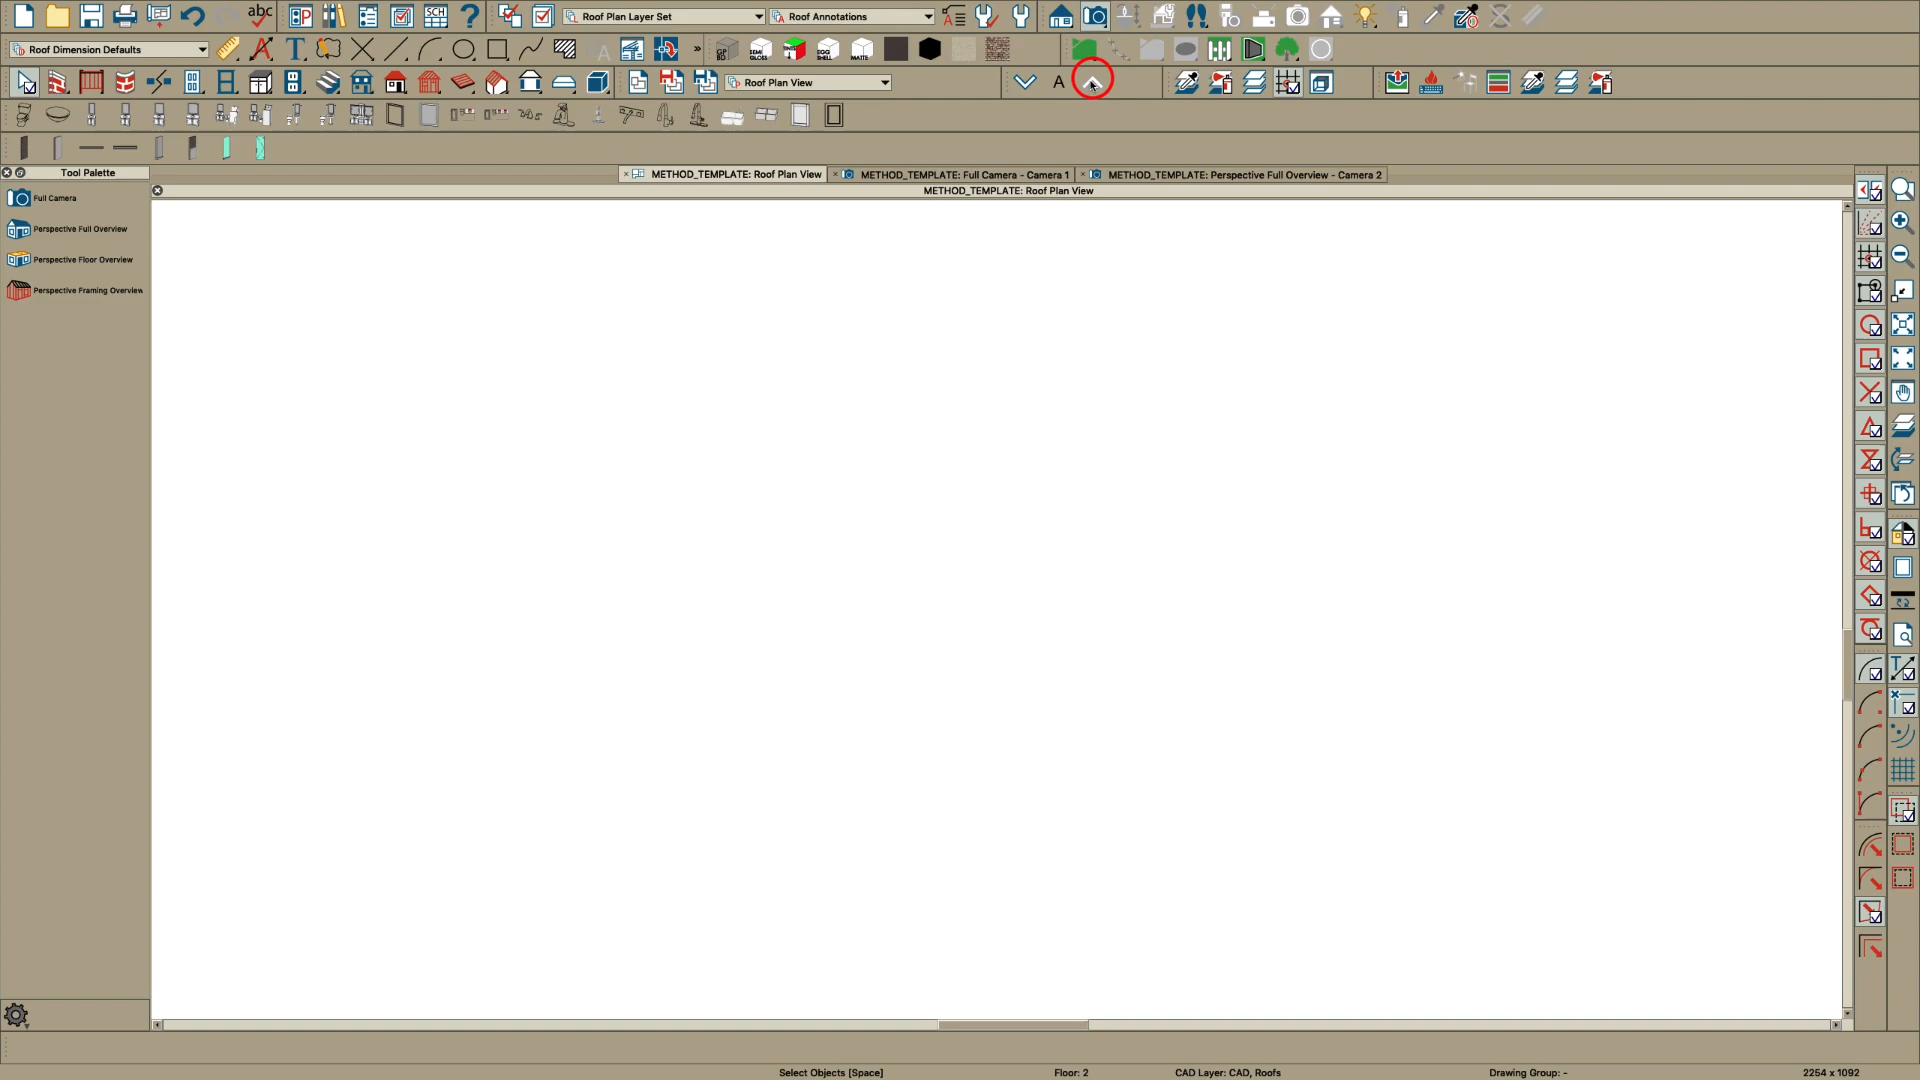 abc
SCH
Roof Plan Layer Set
Roof Annotations
Roof Dimension Defaults
Roof Plan View
A
Tool Palette
Full Camera
Perspective Full Overview
Perspective Floor Overview
Perspective Framing Overview
METHOD_TEMPLATE: Roof Plan View
METHOD_TEMPLATE: Full Camera - Camera 1
METHOD_TEMPLATE: Perspective Full Overview - Camera 2
METHOD_TEMPLATE: Roof Plan View
Select Objects [Space]
Floor: 2
CAD Layer: CAD, Roofs
Drawing Group: -
2254 x 1092